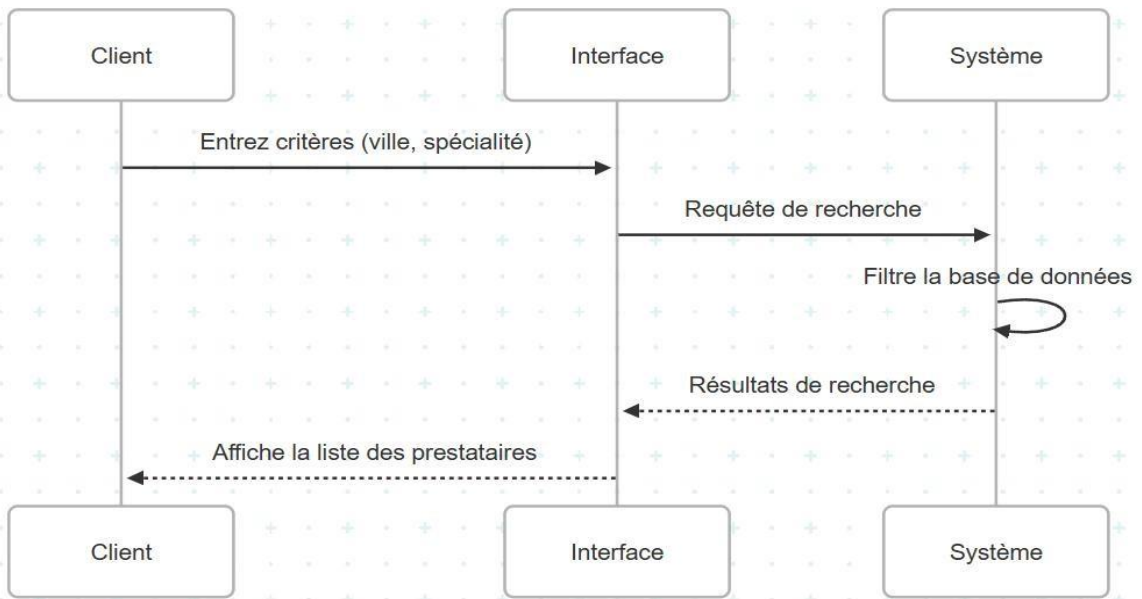 Client
Interface
Système
Entrez critères (ville, spécialité)
Requête de recherche
Filtre la base de données
Résultats de recherche
Affiche la liste des prestataires
Client
Interface
Système